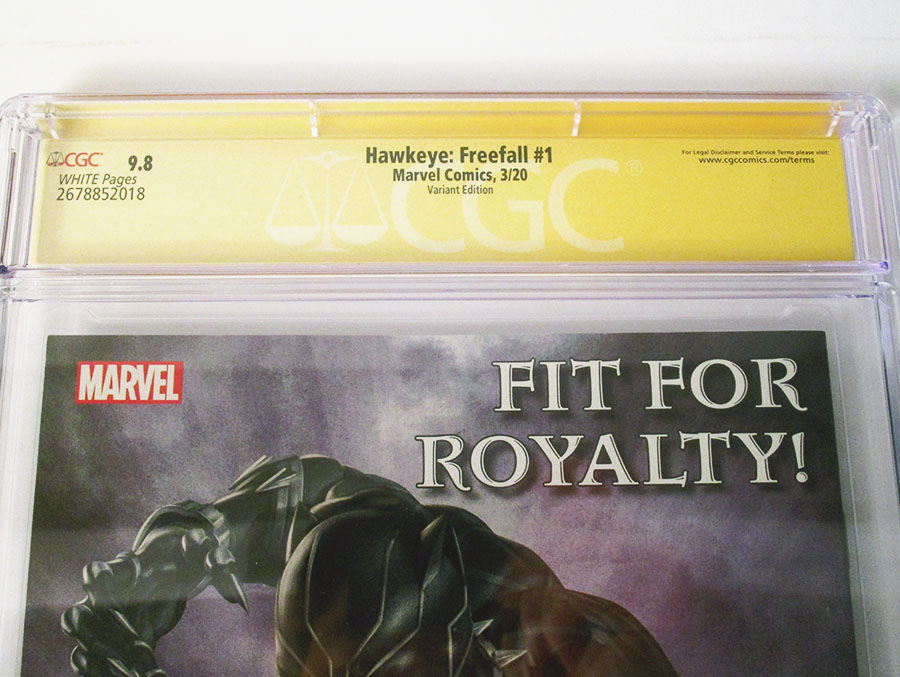 CGC 9.8
WHITE Pages
2678852018
Hawkeye: Freefall #1
Marvel Comics, 3/20
Variant Edition
For Legal Disclaimer and Service Terms please visit:
www.cgccomics.com/terms
CGC®
MARVEL
FIT FOR
ROYALTY!